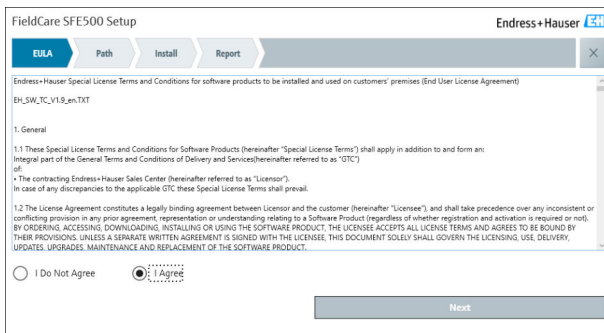 FieldCare SFE500 Setup
Endress+Hauser EH
EULA Path Install Report
Endress+Hauser Special License Terms and Conditions for software products to be installed and used on customers' premises (End User License Agreement)
EH_SW_TC_V1.9_en.TXT
1. General
1.1 These Special License Terms and Conditions for Software Products (hereinafter "Special License Terms") shall apply in addition to and form an:
Integral part of the General Terms and Conditions of Delivery and Services(hereinafter referred to as "GTC")
of:
• The contracting Endress+Hauser Sales Center (hereinafter referred to as "Licensor").
In case of any discrepancies to the applicable GTC these Special License Terms shall prevail.
1.2 The License Agreement constitutes a legally binding agreement between Licensor and the customer (hereinafter "Licensee"), and shall take precedence over any inconsistent or
conflicting provision in any prior agreement, representation or understanding relating to a Software Product (regardless of whether registration and activation is required or not).
BY ORDERING, ACCESSING, DOWNLOADING, INSTALLING OR USING THE SOFTWARE PRODUCT, THE LICENSEE ACCEPTS ALL LICENSE TERMS AND AGREES TO BE BOUND BY
THEIR PROVISIONS. UNLESS A SEPARATE WRITTEN AGREEMENT IS SIGNED WITH THE LICENSEE, THIS DOCUMENT SOLELY SHALL GOVERN THE LICENSING, USE, DELIVERY,
UPDATES, UPGRADES, MAINTENANCE AND REPLACEMENT OF THE SOFTWARE PRODUCT.
I Do Not Agree I Agree
Next